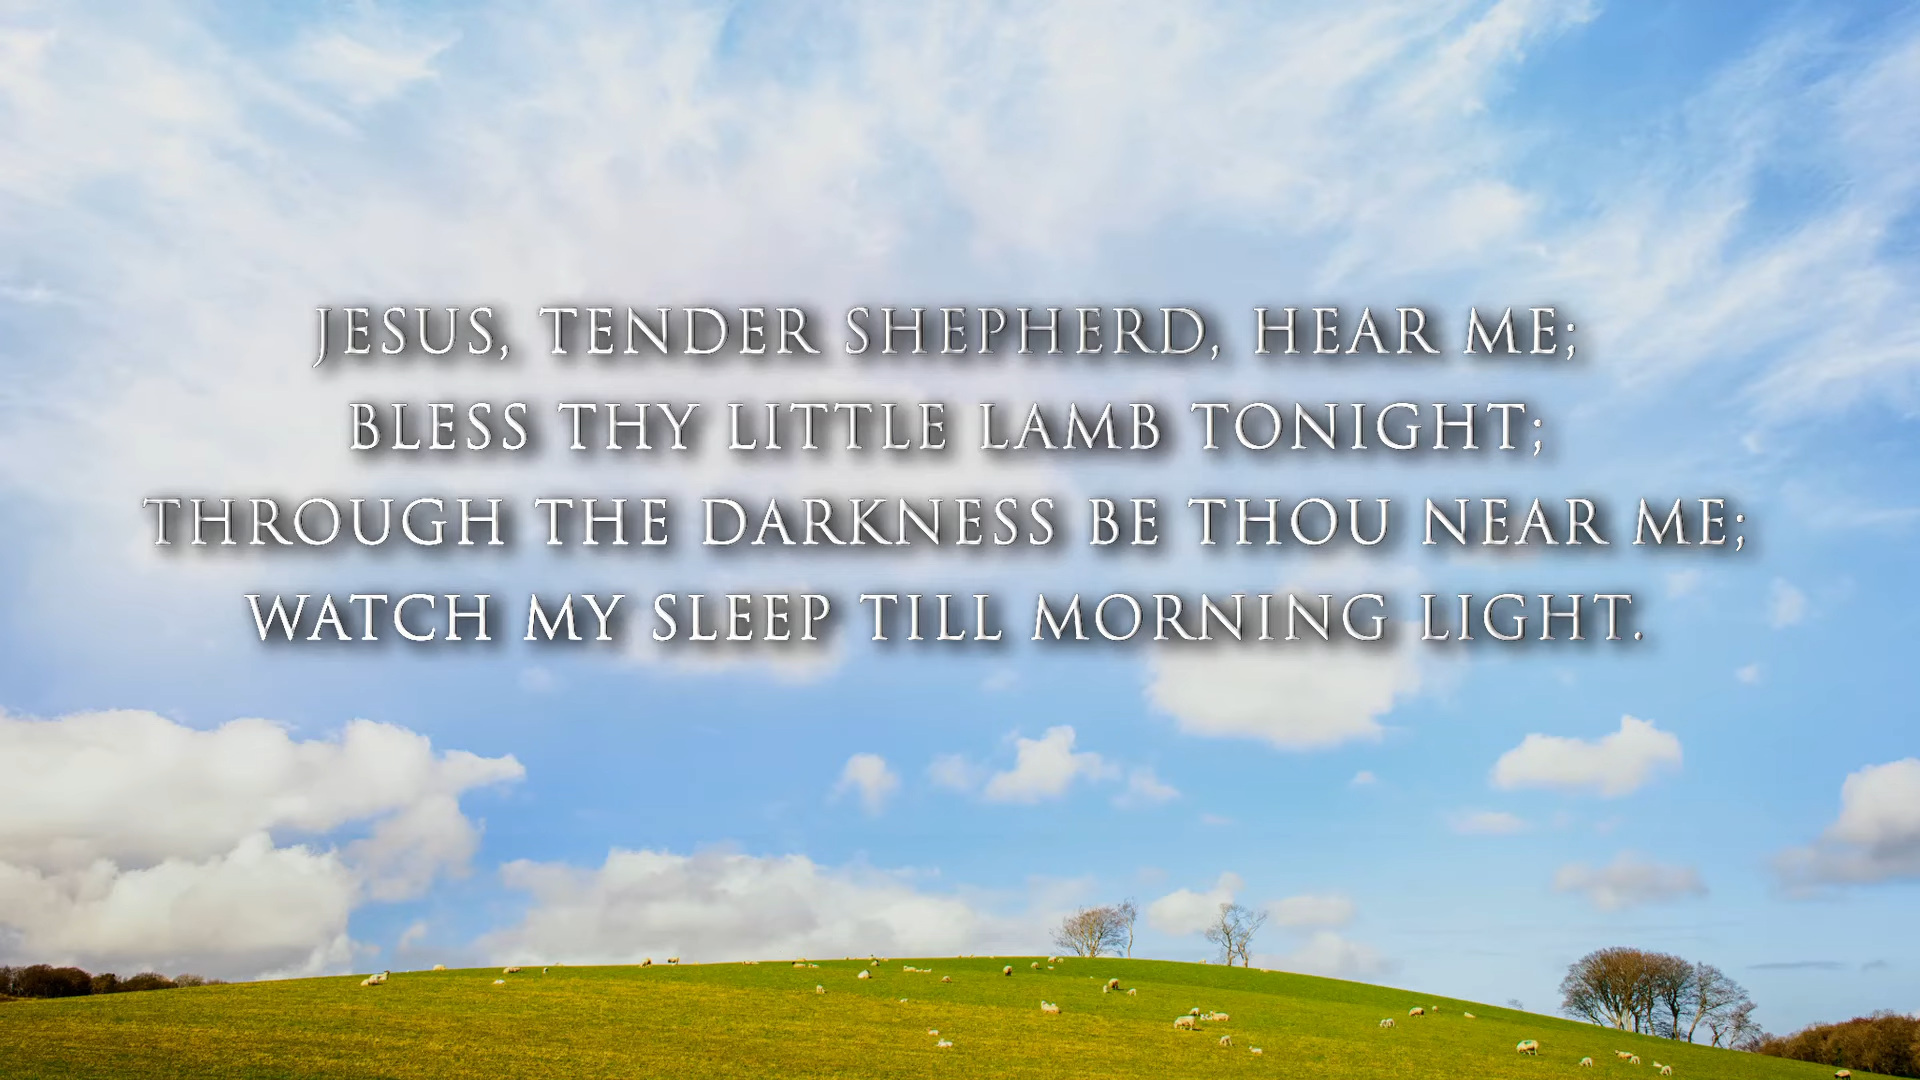 JESUS, TENDER SHEPHERD, HEAR ME;
BLESS THY LITTLE LAMB TONIGHT;
THROUGH THE DARKNESS BE THOU NEAR ME;
WATCH MY SLEEP TILL MORNING LIGHT.